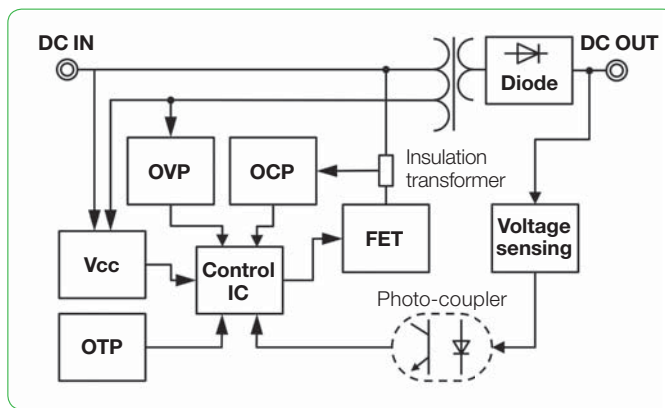 DC IN
DC OUT
Diode
Insulation
transformer
OVP
OCP
FET
Voltage
sensing
Vcc
Control
IC
Photo-coupler
OTP